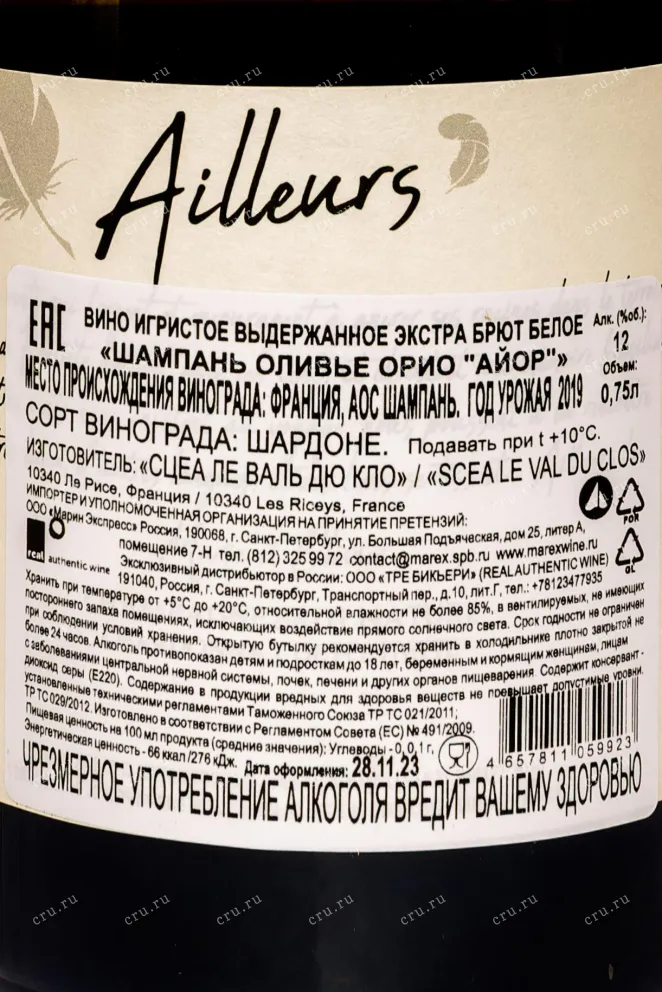 Ailleurs
ЕАС
ВИНО ИГРИСТОЕ ВЫДЕРЖАННОЕ ЭКСТРА БРЮТ БЕЛОЕ
«ШАМПАНЬ ОЛИВЬЕ ОРИО "АЙОР"»
Алк. (%об.):
12
Объем:
0,75л
МЕСТО ПРОИСХОЖДЕНИЯ ВИНОГРАДА: ФРАНЦИЯ, АОС ШАМПАНЬ. ГОД УРОЖАЯ 2019
СОРТ ВИНОГРАДА: ШАРДОНЕ. Подавать при t +10°C.
ИЗГОТОВИТЕЛЬ: «СЦЕА ЛЕ ВАЛЬ ДЮ КЛО» / «SCEA LE VAL DU CLOS»
10340 Ле Рисе, Франция / 10340 Les Riceys, France
ИМПОРТЕР И УПОЛНОМОЧЕННАЯ ОРГАНИЗАЦИЯ НА ПРИНЯТИЕ ПРЕТЕНЗИЙ:
ООО «Марин Экспресс» Россия, 190068, г. Санкт-Петербург, ул. Большая Подъяческая, дом 25, литер А,
помещение 7-Н тел. (812) 325 99 72 contact@marex.spb.ru www.marexwine.ru
real authentic wine
Эксклюзивный дистрибьютор в России: ООО «ТРЕ БИКЬЕРИ» (REAL AUTHENTIC WINE)
191040, Россия, г. Санкт-Петербург, Транспортный пер., д.10, лит.Г, тел.: +78123477935
Хранить при температуре от +5°C до +20°C, относительной влажности не более 85%, в вентилируемых, не имеющих
постороннего запаха помещениях, исключающих воздействие прямого солнечного света. Срок годности не ограничен
при соблюдении условий хранения. Открытую бутылку рекомендуется хранить в холодильнике плотно закрытой не
более 24 часов. Алкоголь противопоказан детям и подросткам до 18 лет, беременным и кормящим женщинам, лицам
с заболеваниями центральной нервной системы, почек, печени и других органов пищеварения. Содержит консервант -
диоксид серы (E220). Содержание в продукции вредных для здоровья веществ не превышает допустимые уровни,
установленные техническими регламентами Таможенного Союза ТР ТС 021/2011;
ТР ТС 029/2012. Изготовлено в соответствии с Регламентом Совета (ЕС) № 491/2009.
Пищевая ценность на 100 мл продукта (средние значения): Углеводы - 0,01 г,
Энергетическая ценность - 66 ккал /276 кДж. Дата оформления: 28.11.23
4 657811 059923
ЧРЕЗМЕРНОЕ УПОТРЕБЛЕНИЕ АЛКОГОЛЯ ВРЕДИТ ВАШЕМУ ЗДОРОВЬЮ
FOR
GL
cru.ru